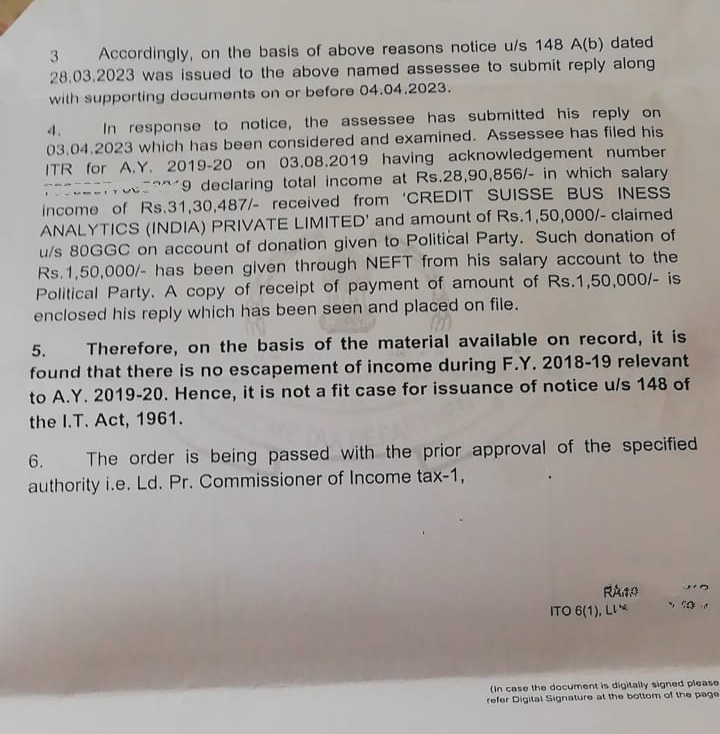 3 Accordingly, on the basis of above reasons notice u/s 148 A(b) dated
28.03.2023 was issued to the above named assessee to submit reply along
with supporting documents on or before 04.04.2023.
4. In response to notice, the assessee has submitted his reply on
03.04.2023 which has been considered and examined. Assessee has filed his
ITR for A.Y. 2019-20 on 03.08.2019 having acknowledgement number
9 declaring total income at Rs.28,90,856/- in which salary
income of Rs.31,30,487/- received from 'CREDIT SUISSE BUS INESS
ANALYTICS (INDIA) PRIVATE LIMITED' and amount of Rs.1,50,000/- claimed
u/s 80GGC on account of donation given to Political Party. Such donation of
Rs.1,50,000/- has been given through NEFT from his salary account to the
Political Party. A copy of receipt of payment of amount of Rs.1,50,000/- is
enclosed his reply which has been seen and placed on file.
5. Therefore, on the basis of the material available on record, it is
found that there is no escapement of income during F.Y. 2018-19 relevant
to A.Y. 2019-20. Hence, it is not a fit case for issuance of notice u/s 148 of
the I.T. Act, 1961.
6. The order is being passed with the prior approval of the specified
authority i.e. Ld. Pr. Commissioner of Income tax-1,
ITO 6(1),
(In case the document is digitally signed please
refer Digital Signature at the bottom of the page